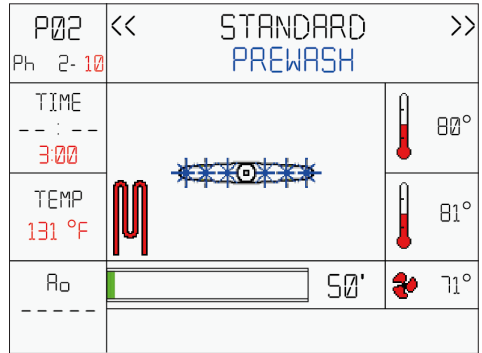 P02
Ph 2- 10
<< STANDARD >>
PREWASH
TIME
-- : --
3:00
80°
TEMP
131 °F
81°
Ao
-----
50'
71°